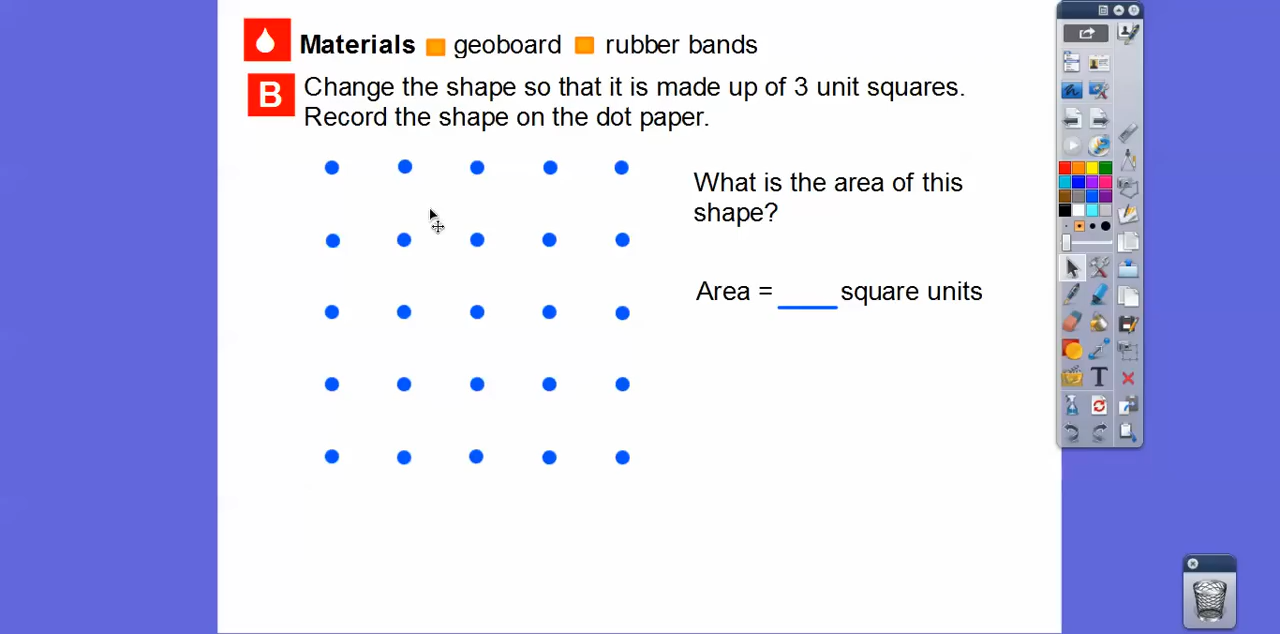 Materials geoboard rubber bands
B Change the shape so that it is made up of 3 unit squares.
Record the shape on the dot paper.
What is the area of this
shape?
Area = ____ square units
T